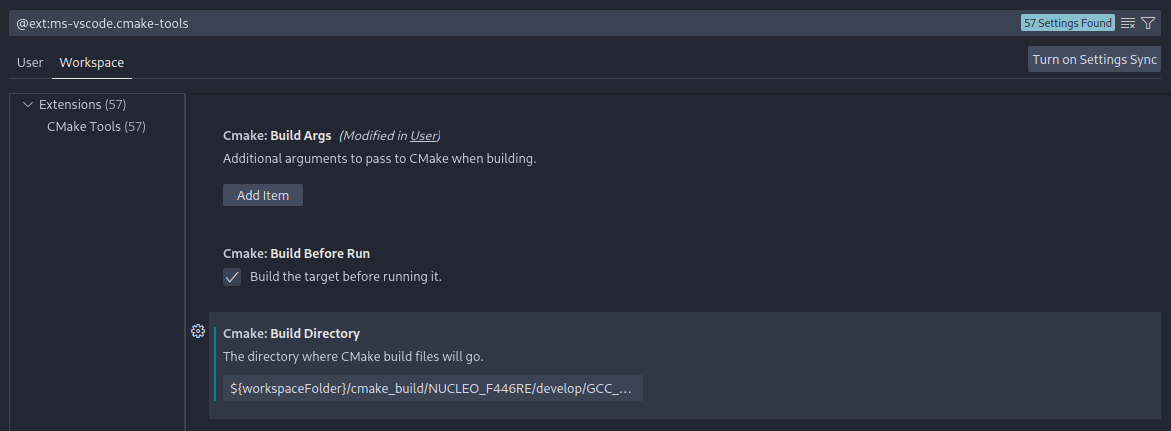 @ext:ms-vscode.cmake-tools
57 Settings Found
User
Workspace
Turn on Settings Sync
Extensions (57)
CMake Tools (57)
Cmake: Build Args (Modified in User)
Additional arguments to pass to CMake when building.
Add Item
Cmake: Build Before Run
Build the target before running it.
Cmake: Build Directory
The directory where CMake build files will go.
${workspaceFolder}/cmake_build/NUCLEO_F446RE/develop/GCC_...